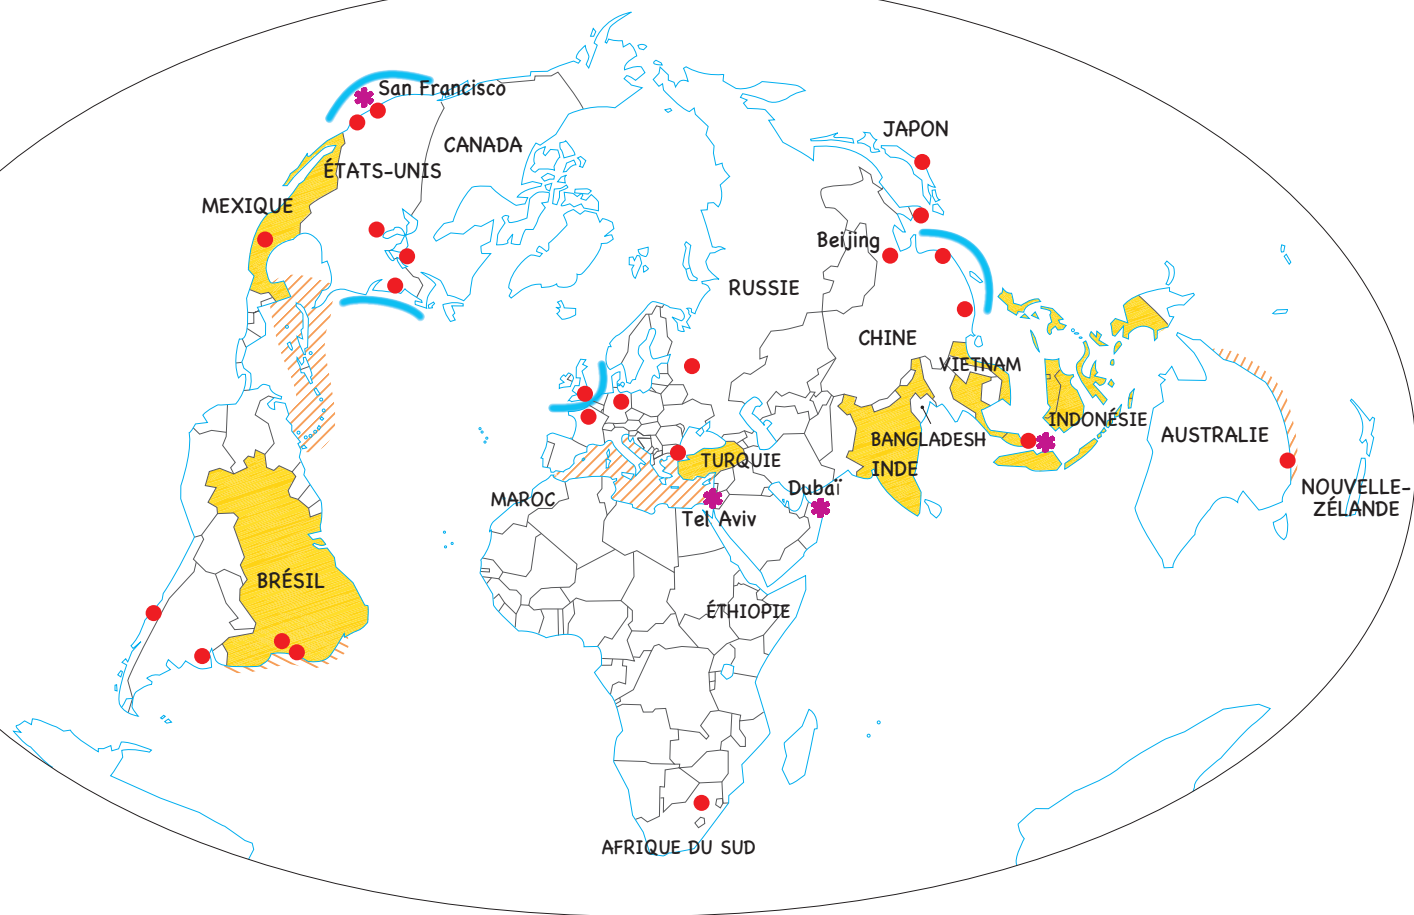 San Francisco
JAPON
CANADA
ÉTATS-UNIS
MEXIQUE
Beijing
RUSSIE
CHINE
VIETNAM
INDONÉSIE
BANGLADESH
AUSTRALIE
TURQUIE
INDE
Dubaï
MAROC
NOUVELLE-
ZÉLANDE
Tel Aviv
BRÉSIL
ÉTHIOPIE
AFRIQUE DU SUD